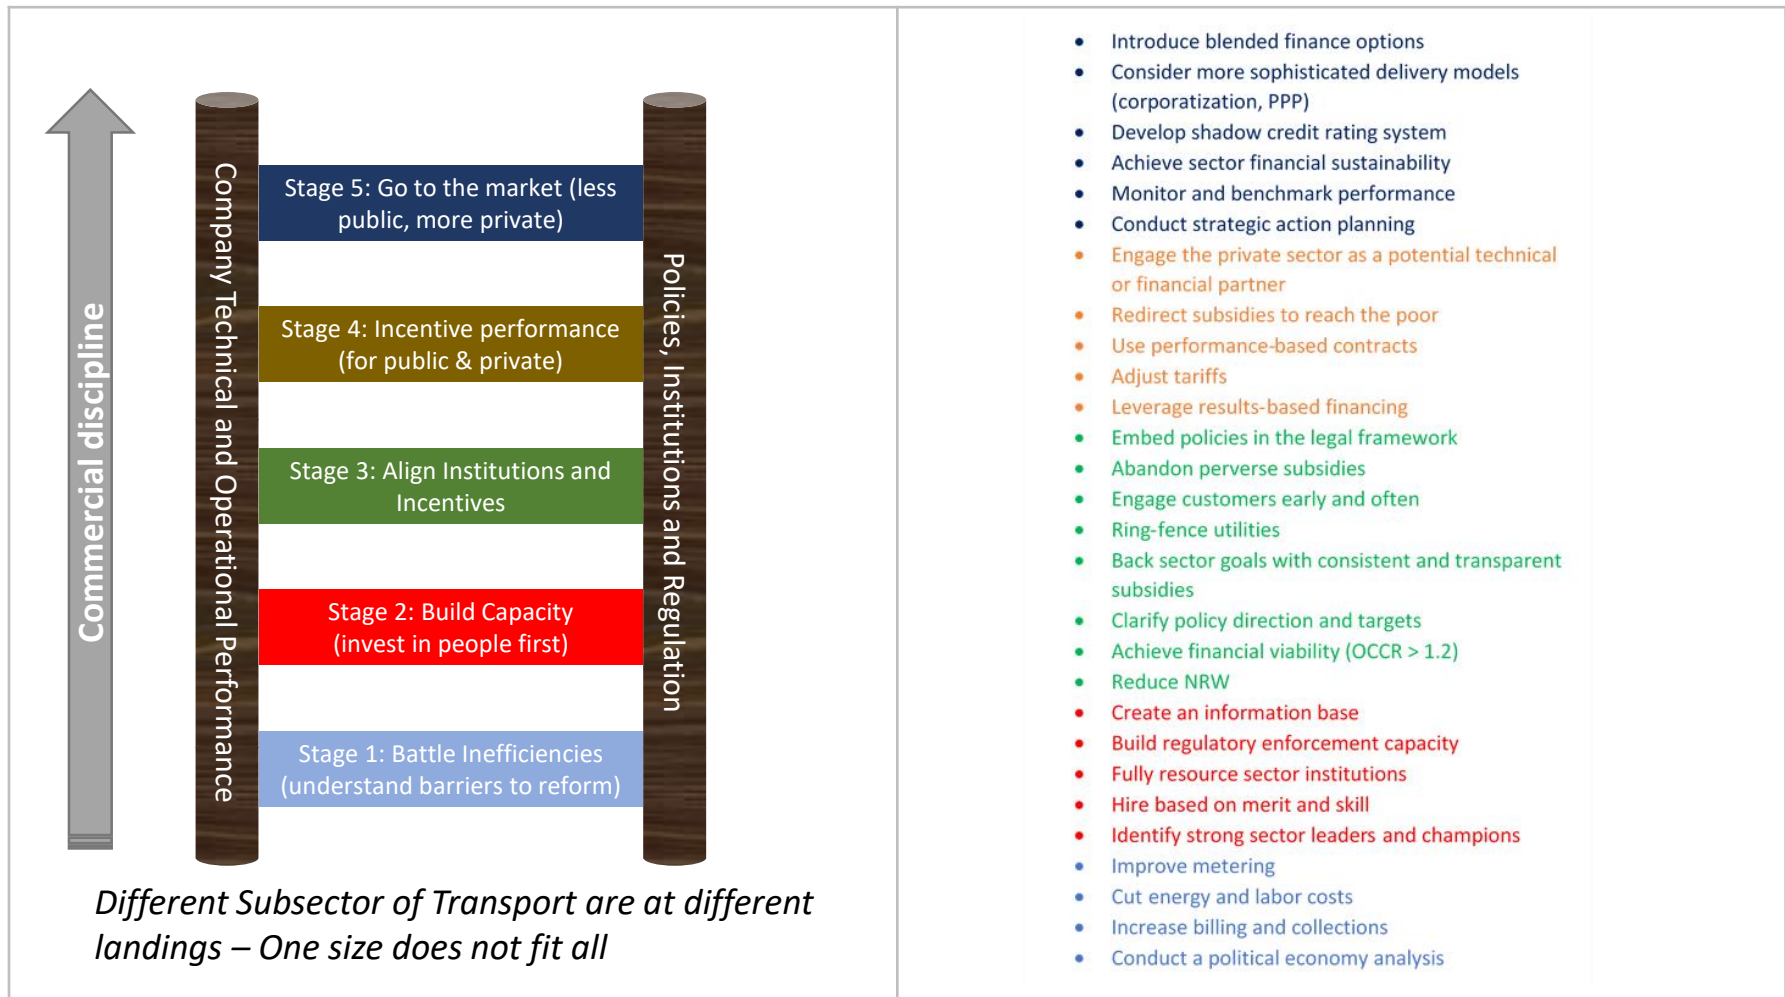 Commercial discipline
Company Technical and Operational Performance
Stage 5: Go to the market (less
public, more private)
Stage 4: Incentive performance
(for public & private)
Stage 3: Align Institutions and
Incentives
Stage 2: Build Capacity
(invest in people first)
Stage 1: Battle Inefficiencies
(understand barriers to reform)
Policies, Institutions and Regulation
Different Subsector of Transport are at different
landings – One size does not fit all
• Introduce blended finance options
• Consider more sophisticated delivery models
(corporatization, PPP)
• Develop shadow credit rating system
• Achieve sector financial sustainability
• Monitor and benchmark performance
• Conduct strategic action planning
• Engage the private sector as a potential technical
or financial partner
• Redirect subsidies to reach the poor
• Use performance-based contracts
• Adjust tariffs
• Leverage results-based financing
• Embed policies in the legal framework
• Abandon perverse subsidies
• Engage customers early and often
• Ring-fence utilities
• Back sector goals with consistent and transparent
subsidies
• Clarify policy direction and targets
• Achieve financial viability (OCCR > 1.2)
• Reduce NRW
• Create an information base
• Build regulatory enforcement capacity
• Fully resource sector institutions
• Hire based on merit and skill
• Identify strong sector leaders and champions
• Improve metering
• Cut energy and labor costs
• Increase billing and collections
• Conduct a political economy analysis